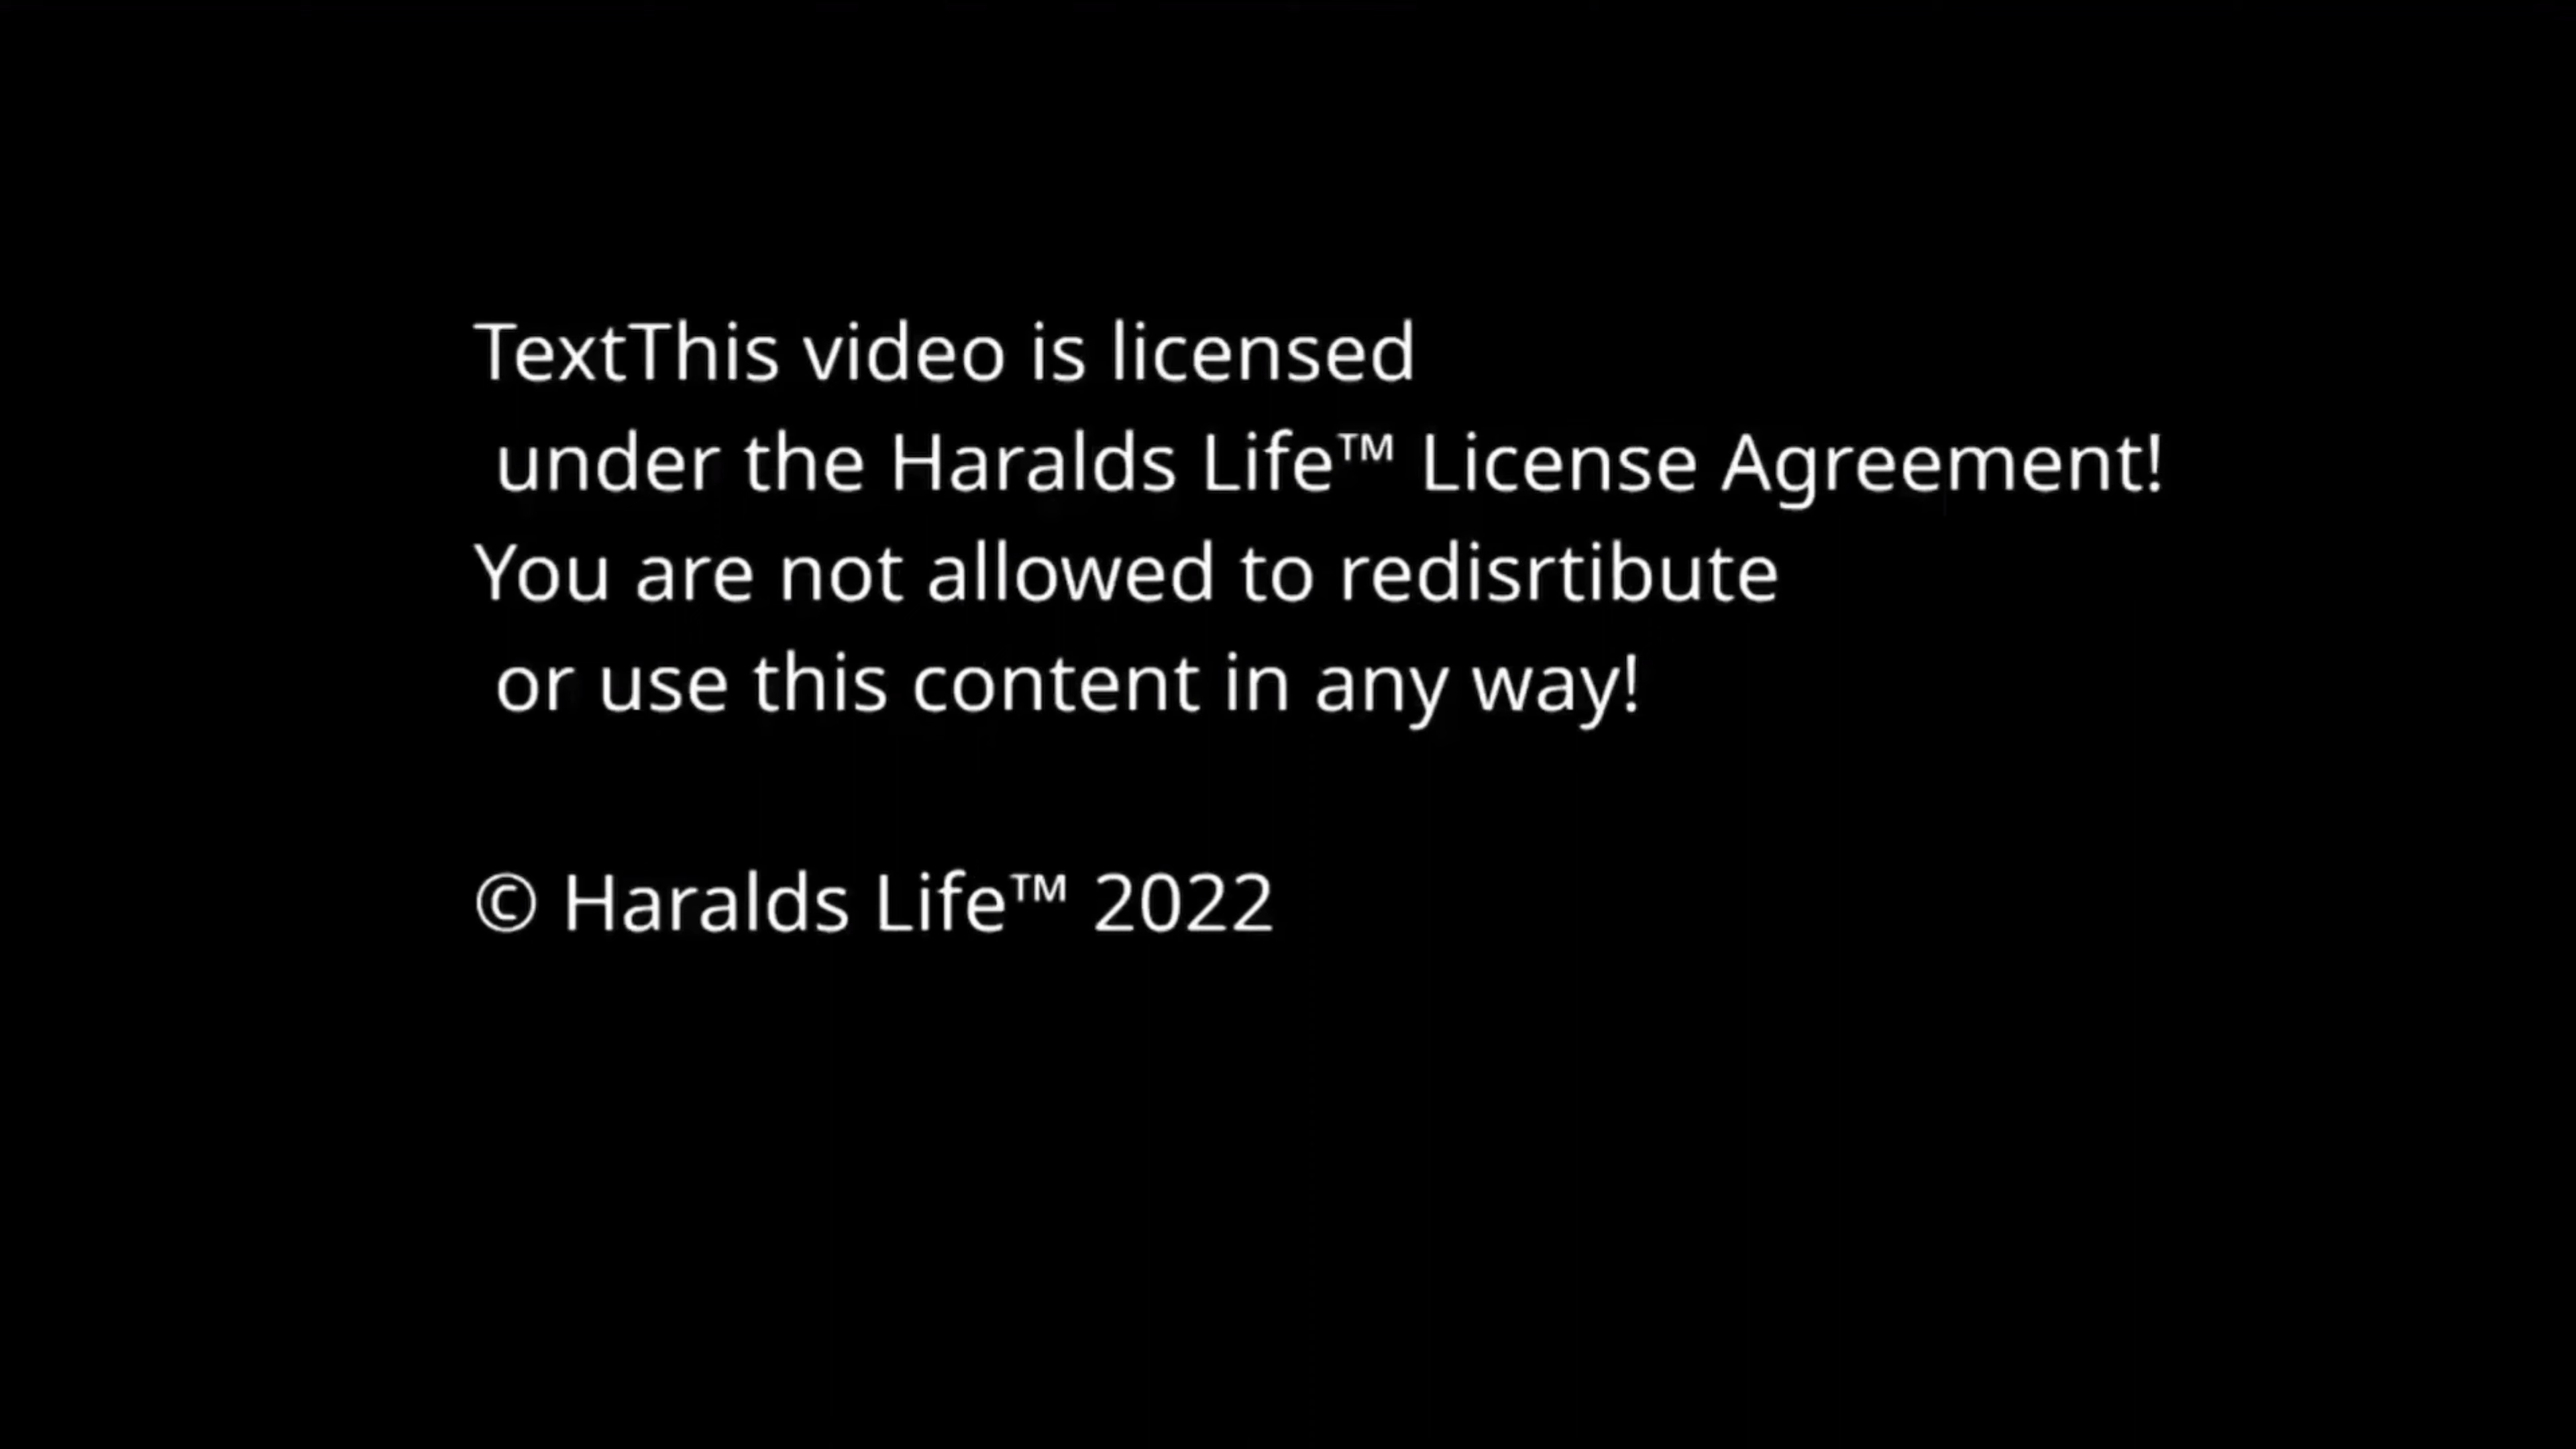 TextThis video is licensed
under the Haralds Life™ License Agreement!
You are not allowed to redisrtibute
or use this content in any way!
© Haralds Life™ 2022